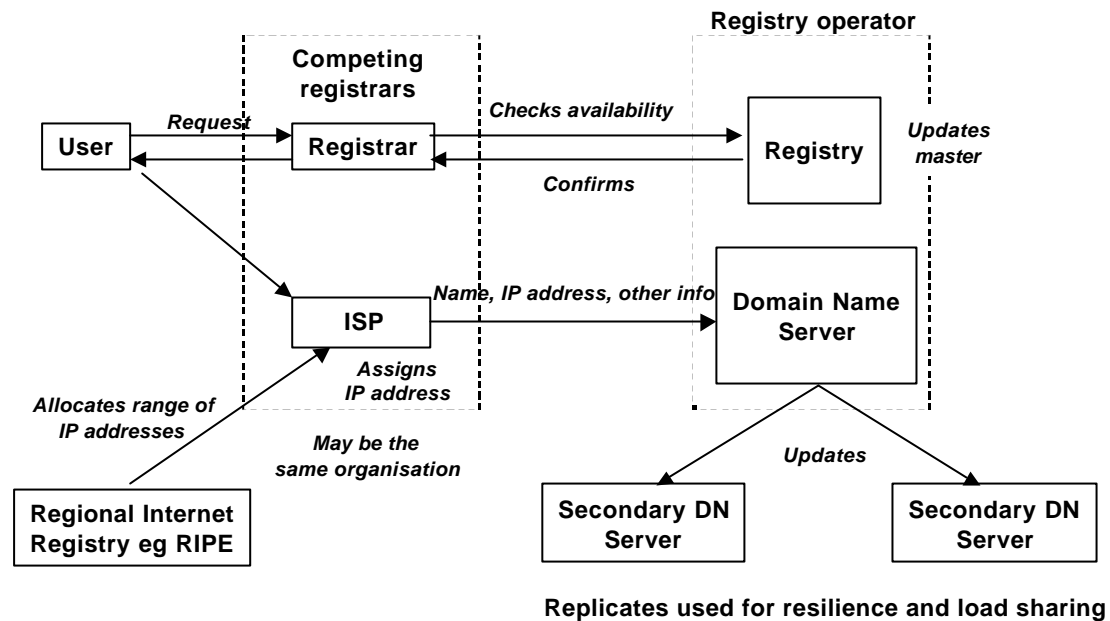 Registry operator
Competing
registrars
Checks availability
Request
User
Registrar
Registry
Updates
master
Confirms
Name, IP address, other info
ISP
Domain Name
Server
Assigns
IP address
Allocates range of
IP addresses
May be the
same organisation
Updates
Regional Internet
Registry eg RIPE
Secondary DN
Server
Secondary DN
Server
Replicates used for resilience and load sharing